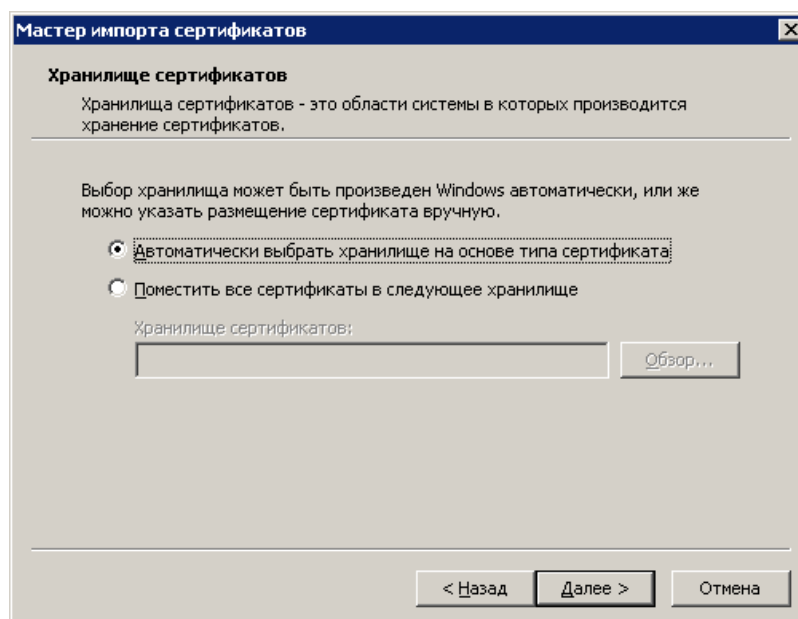 Мастер импорта сертификатов
Хранилище сертификатов
Хранилища сертификатов - это области системы в которых производится
хранение сертификатов.
Выбор хранилища может быть произведен Windows автоматически, или же
можно указать размещение сертификата вручную.
Автоматически выбрать хранилище на основе типа сертификата
Поместить все сертификаты в следующее хранилище
Хранилище сертификатов:
Обзор...
< Назад Далее > Отмена